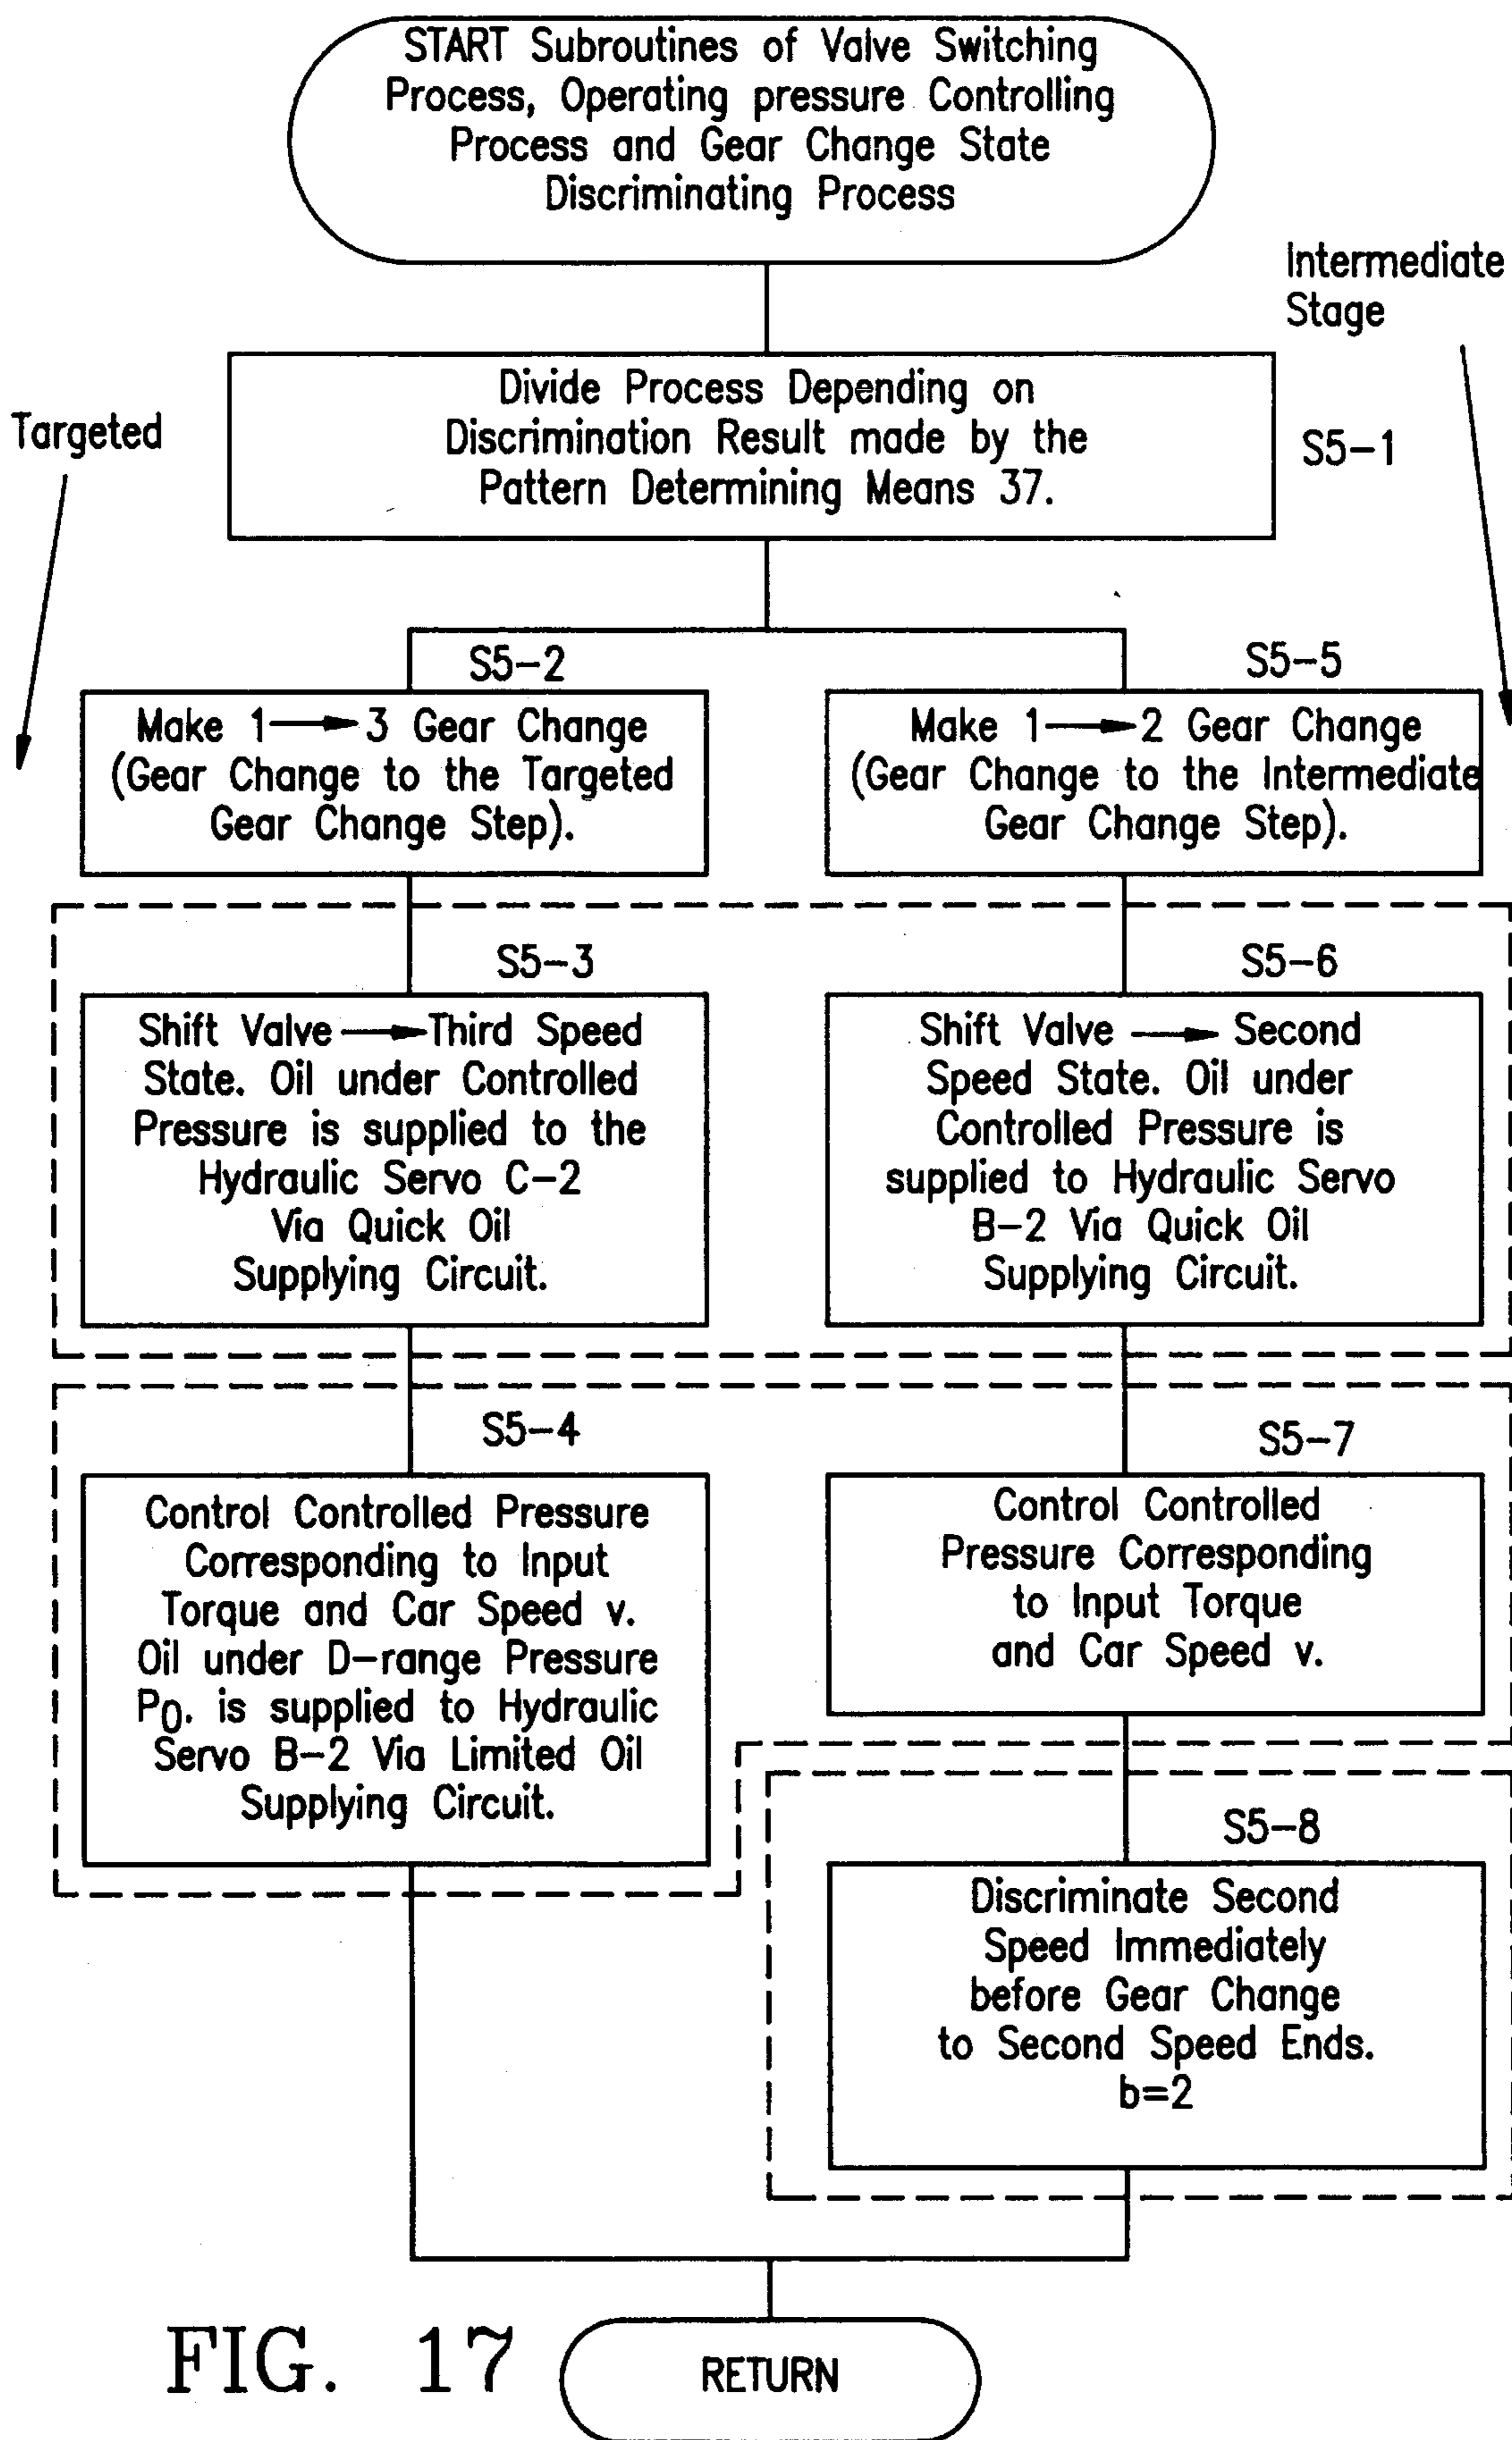 START Subroutines of Valve Switching
Process, Operating pressure Controlling
Process and Gear Change State
Discriminating Process
Intermediate
Stage
Targeted
Divide Process Depending on
Discrimination Result made by the
Pattern Determining Means 37.
S5-1
S5-2
Make 1 → 3 Gear Change
(Gear Change to the Targeted
Gear Change Step).
S5-5
Make 1 → 2 Gear Change
(Gear Change to the Intermediate
Gear Change Step).
S5-3
Shift Valve → Third Speed
State. Oil under Controlled
Pressure is supplied to the
Hydraulic Servo C-2
Via Quick Oil
Supplying Circuit.
S5-6
Shift Valve → Second
Speed State. Oil under
Controlled Pressure is
supplied to Hydraulic Servo
B-2 Via Quick Oil
Supplying Circuit.
S5-4
Control Controlled Pressure
Corresponding to Input
Torque and Car Speed v.
Oil under D-range Pressure
P0. is supplied to Hydraulic
Servo B-2 Via Limited Oil
Supplying Circuit.
S5-7
Control Controlled
Pressure Corresponding
to Input Torque
and Car Speed v.
S5-8
Discriminate Second
Speed Immediately
before Gear Change
to Second Speed Ends.
b=2
FIG. 17
RETURN